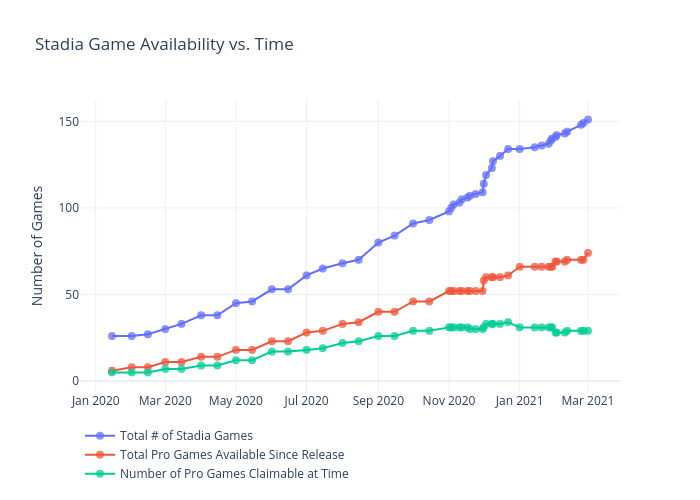 Stadia Game Availability vs. Time
Number of Games
150
100
50
0
Jan 2020 Mar 2020 May 2020 Jul 2020 Sep 2020 Nov 2020 Jan 2021 Mar 2021
Total # of Stadia Games
Total Pro Games Available Since Release
Number of Pro Games Claimable at Time